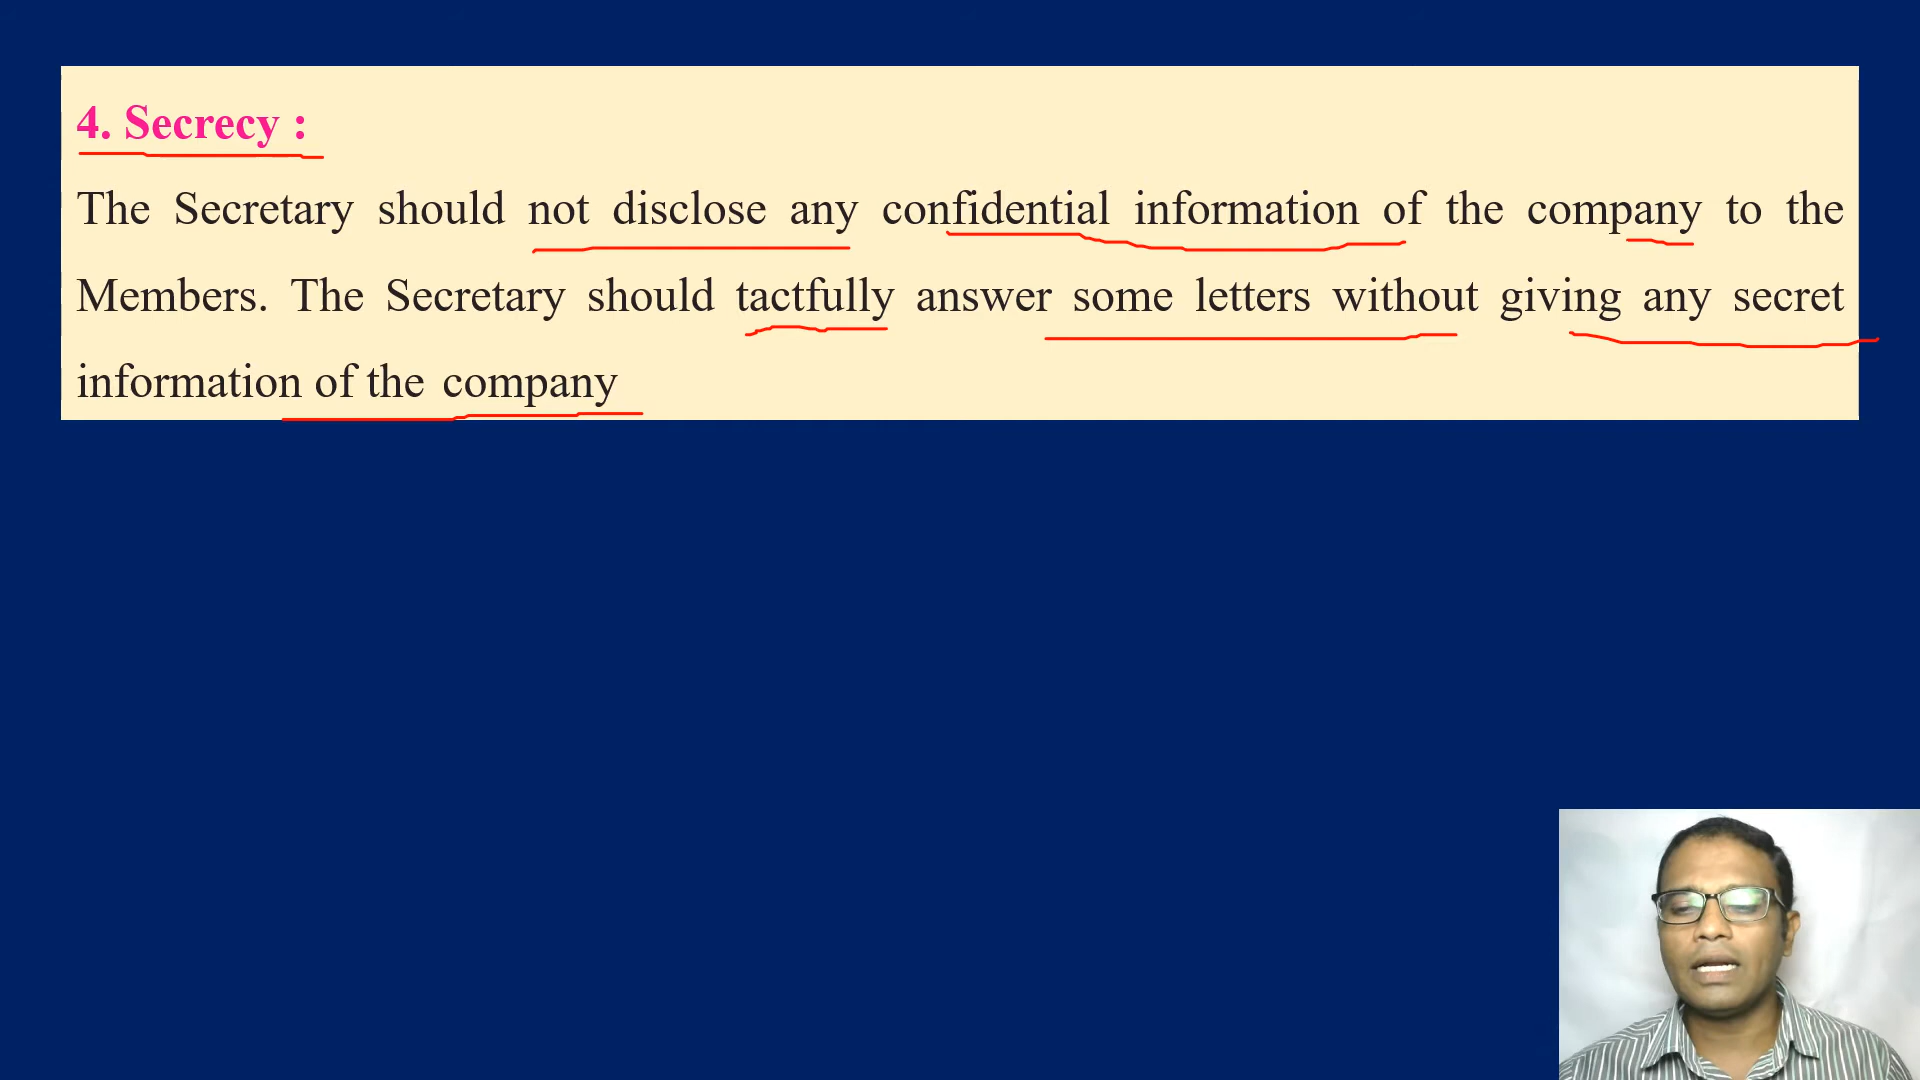 4. Secrecy :
The Secretary should not disclose any confidential information of the company to the
Members. The Secretary should tactfully answer some letters without giving any secret
information of the company